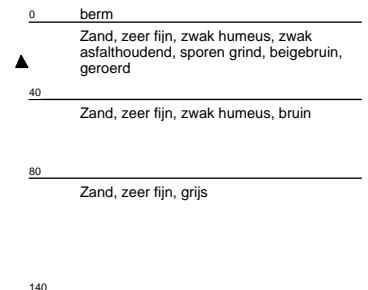 0 berm
Zand, zeer fijn, zwak humeus, zwak
asfalthoudend, sporen grind, beigebruin,
geroerd
40
Zand, zeer fijn, zwak humeus, bruin
80
Zand, zeer fijn, grijs
140